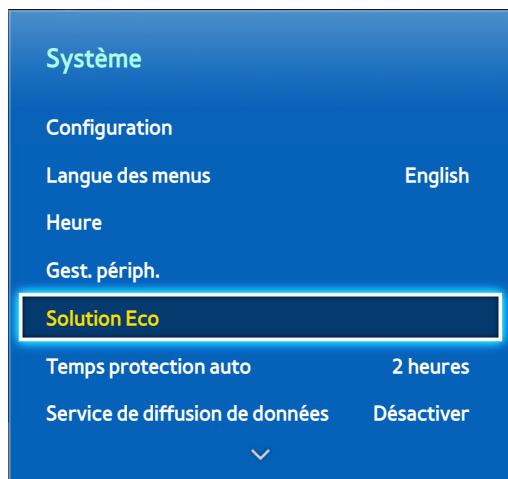 Système
Configuration
Langue des menus English
Heure
Gest. périph.
Solution Eco
Temps protection auto 2 heures
Service de diffusion de données Désactiver